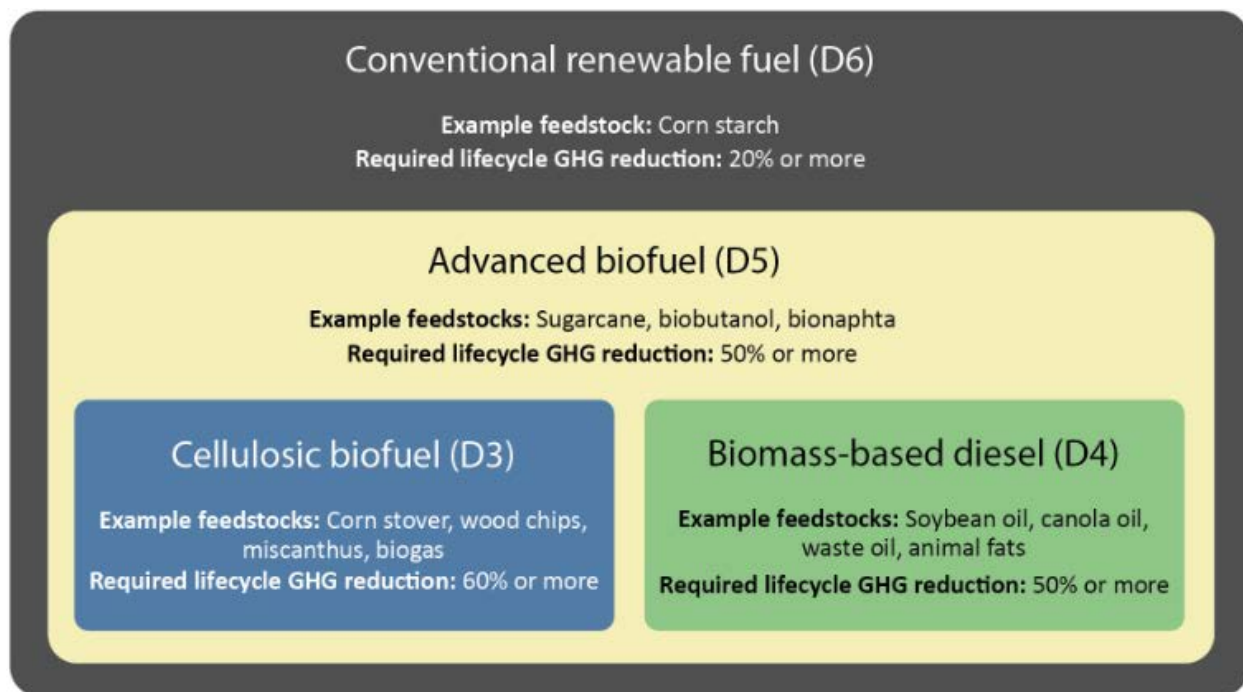 Conventional renewable fuel (D6)
Example feedstock: Corn starch
Required lifecycle GHG reduction: 20% or more
Advanced biofuel (D5)
Example feedstocks: Sugarcane, biobutanol, bionaphta
Required lifecycle GHG reduction: 50% or more
Cellulosic biofuel (D3)
Example feedstocks: Corn stover, wood chips,
miscanthus, biogas
Required lifecycle GHG reduction: 60% or more
Biomass-based diesel (D4)
Example feedstocks: Soybean oil, canola oil,
waste oil, animal fats
Required lifecycle GHG reduction: 50% or more